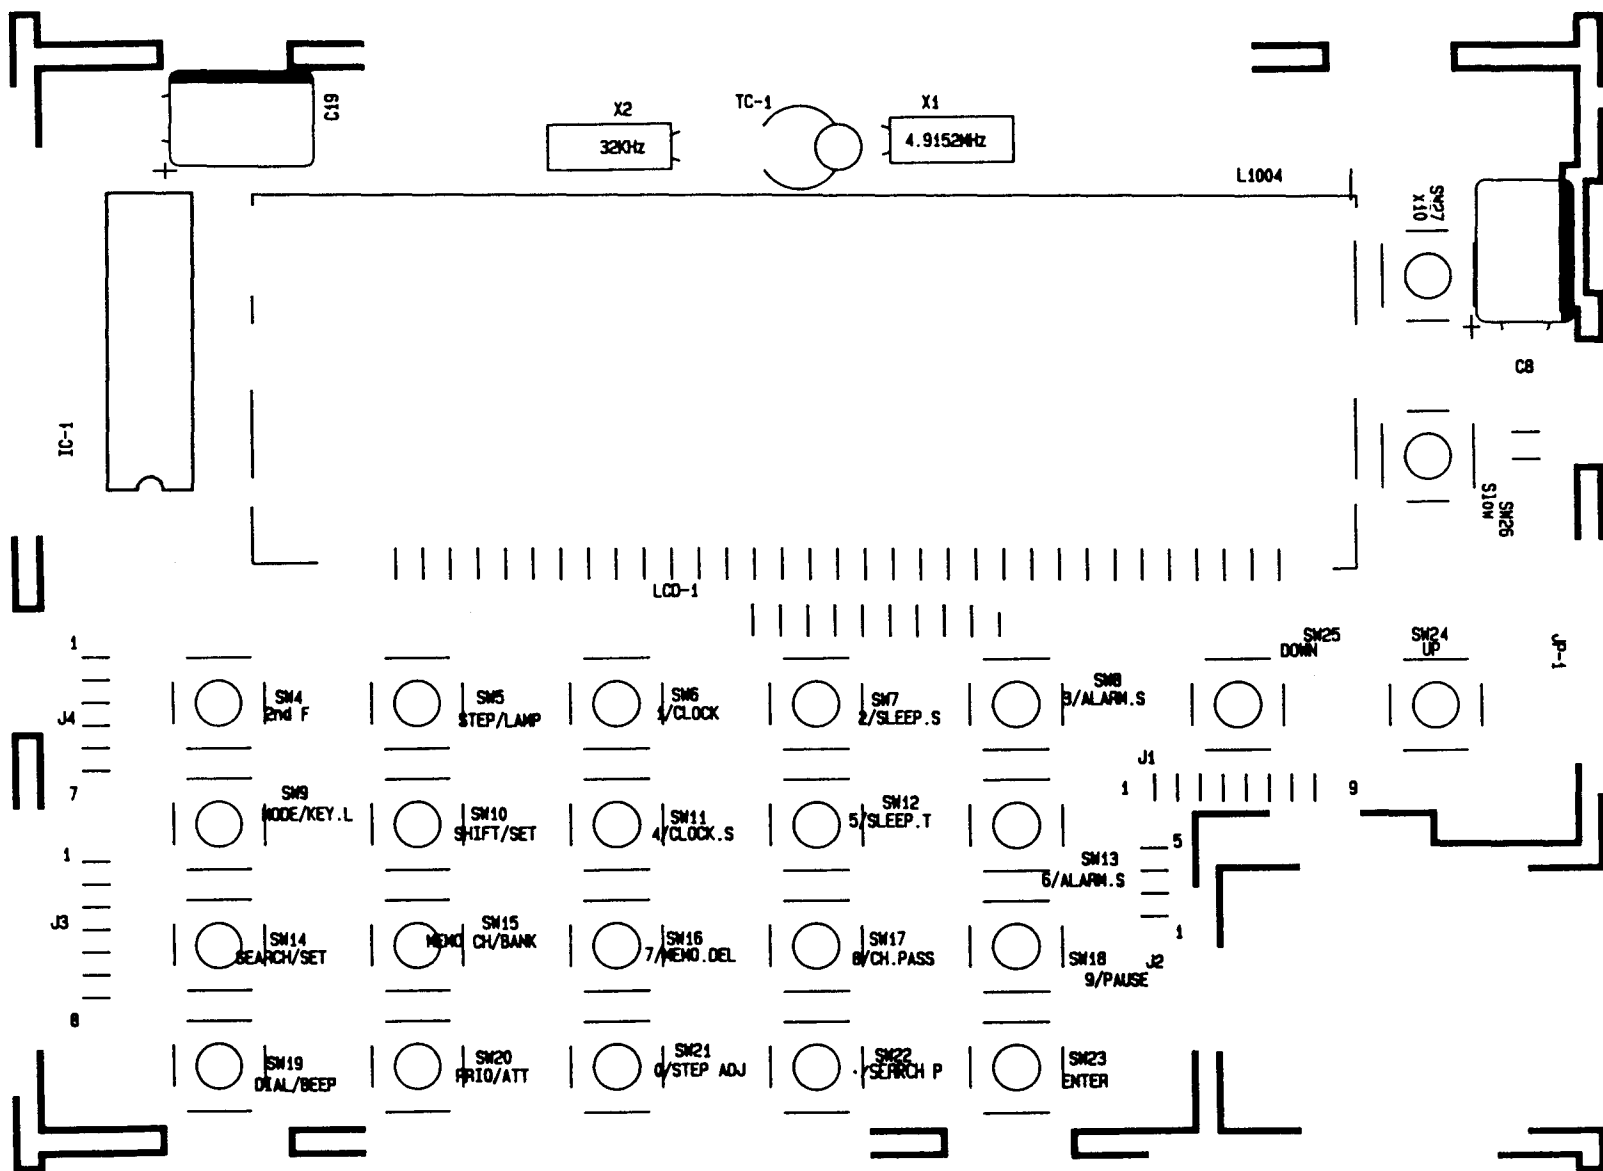 C19
X2
32KHz
TC-1
X1
4.9152MHz
L1004
SW27
X10
C8
IC-1
Slow
SW26
LCD-1
1
J4
7
SW4
2nd F
SW5
STEP/LAMP
SW6
1/CLOCK
SW7
2/SLEEP.S
SW8
3/ALARM.S
SW25
DOWN
SW24
UP
JP-1
J1
1
9
SW9
MODE/KEY.L
SW10
SHIFT/SET
SW11
4/CLOCK.S
SW12
5/SLEEP.T
SW13
6/ALARM.S
5
1
J2
1
J3
8
SW14
SEARCH/SET
SW15
MEMO CH/BANK
SW16
7/MEMO.DEL
SW17
8/CH.PASS
SW18
9/PAUSE
SW19
DIAL/BEEP
SW20
PRIO/ATT
SW21
0/STEP ADJ
SW22
./SERRCH P
SW23
ENTER